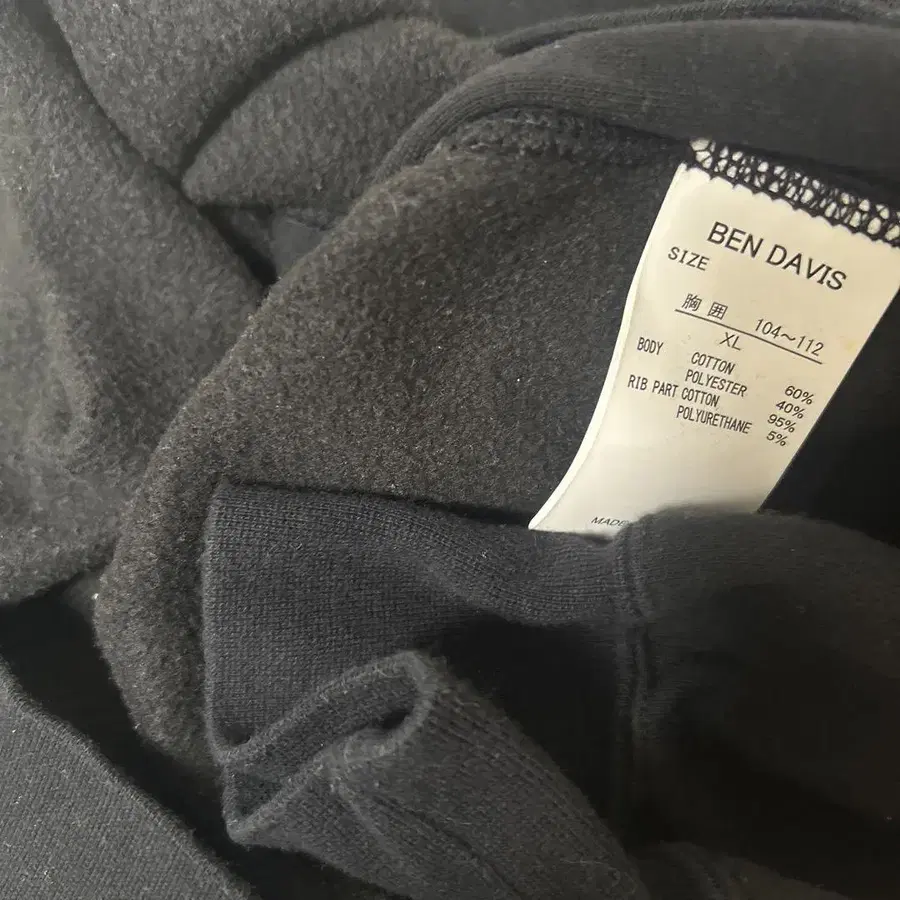 BEN DAVIS
SIZE
胸囲 104～112
XL
BODY COTTON 60%
POLYESTER 40%
RIB PART COTTON 95%
POLYURETHANE 5%
MADE